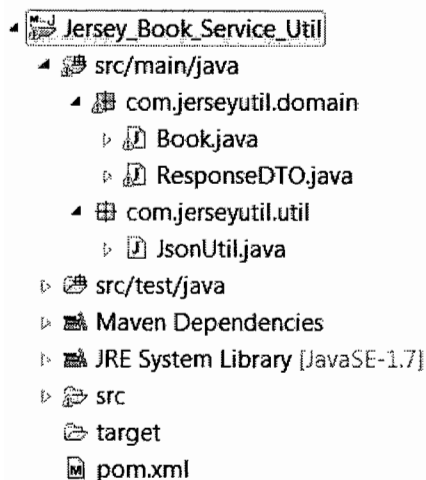 Jersey_Book_Service_Util
src/main/java
com.jerseyutil.domain
Book.java
ResponseDTO.java
com.jerseyutil.util
JsonUtil.java
src/test/java
Maven Dependencies
JRE System Library [JavaSE-1.7]
src
target
pom.xml